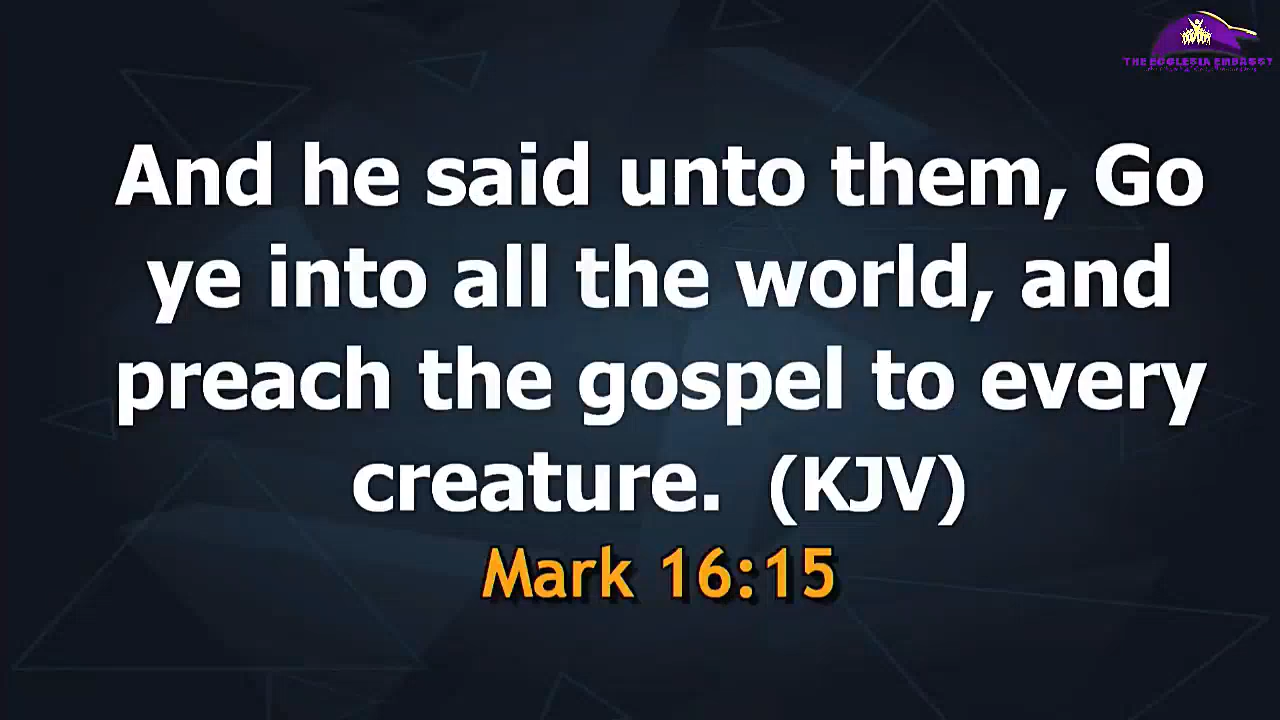 THE ECCLESIA EMBASSY
And he said unto them, Go
ye into all the world, and
preach the gospel to every
creature. (KJV)
Mark 16:15